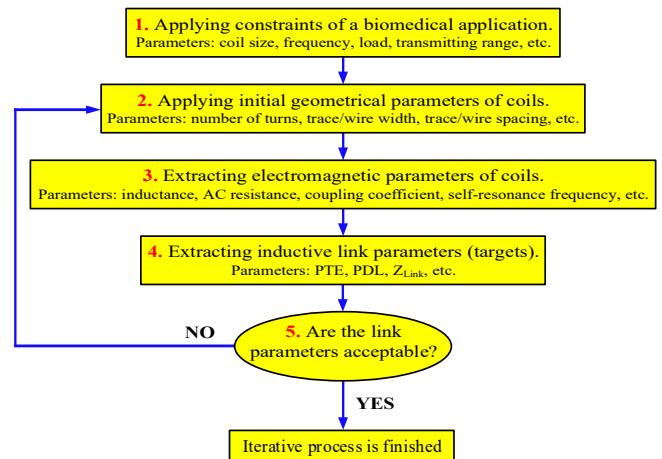 1. Applying constraints of a biomedical application.
Parameters: coil size, frequency, load, transmitting range, etc.
2. Applying initial geometrical parameters of coils.
Parameters: number of turns, trace/wire width, trace/wire spacing, etc.
3. Extracting electromagnetic parameters of coils.
Parameters: inductance, AC resistance, coupling coefficient, self-resonance frequency, etc.
4. Extracting inductive link parameters (targets).
Parameters: PTE, PDL, Z_Link, etc.
NO
5. Are the link
parameters acceptable?
YES
Iterative process is finished